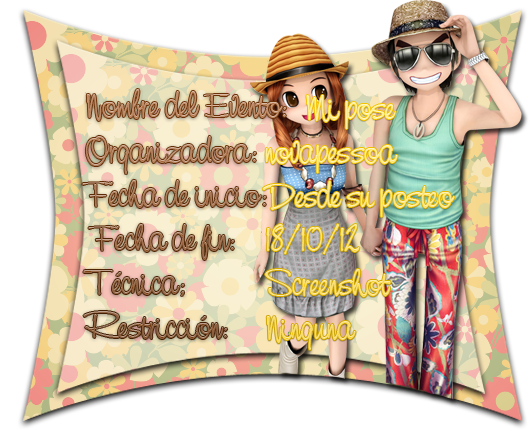 Nombre del Evento: Mi pose
Organizadora: novapessoa
Fecha de inicio: Desde su posteo
Fecha de fin: 18/10/12
Técnica; Screenshot
Restricción: Ninguna